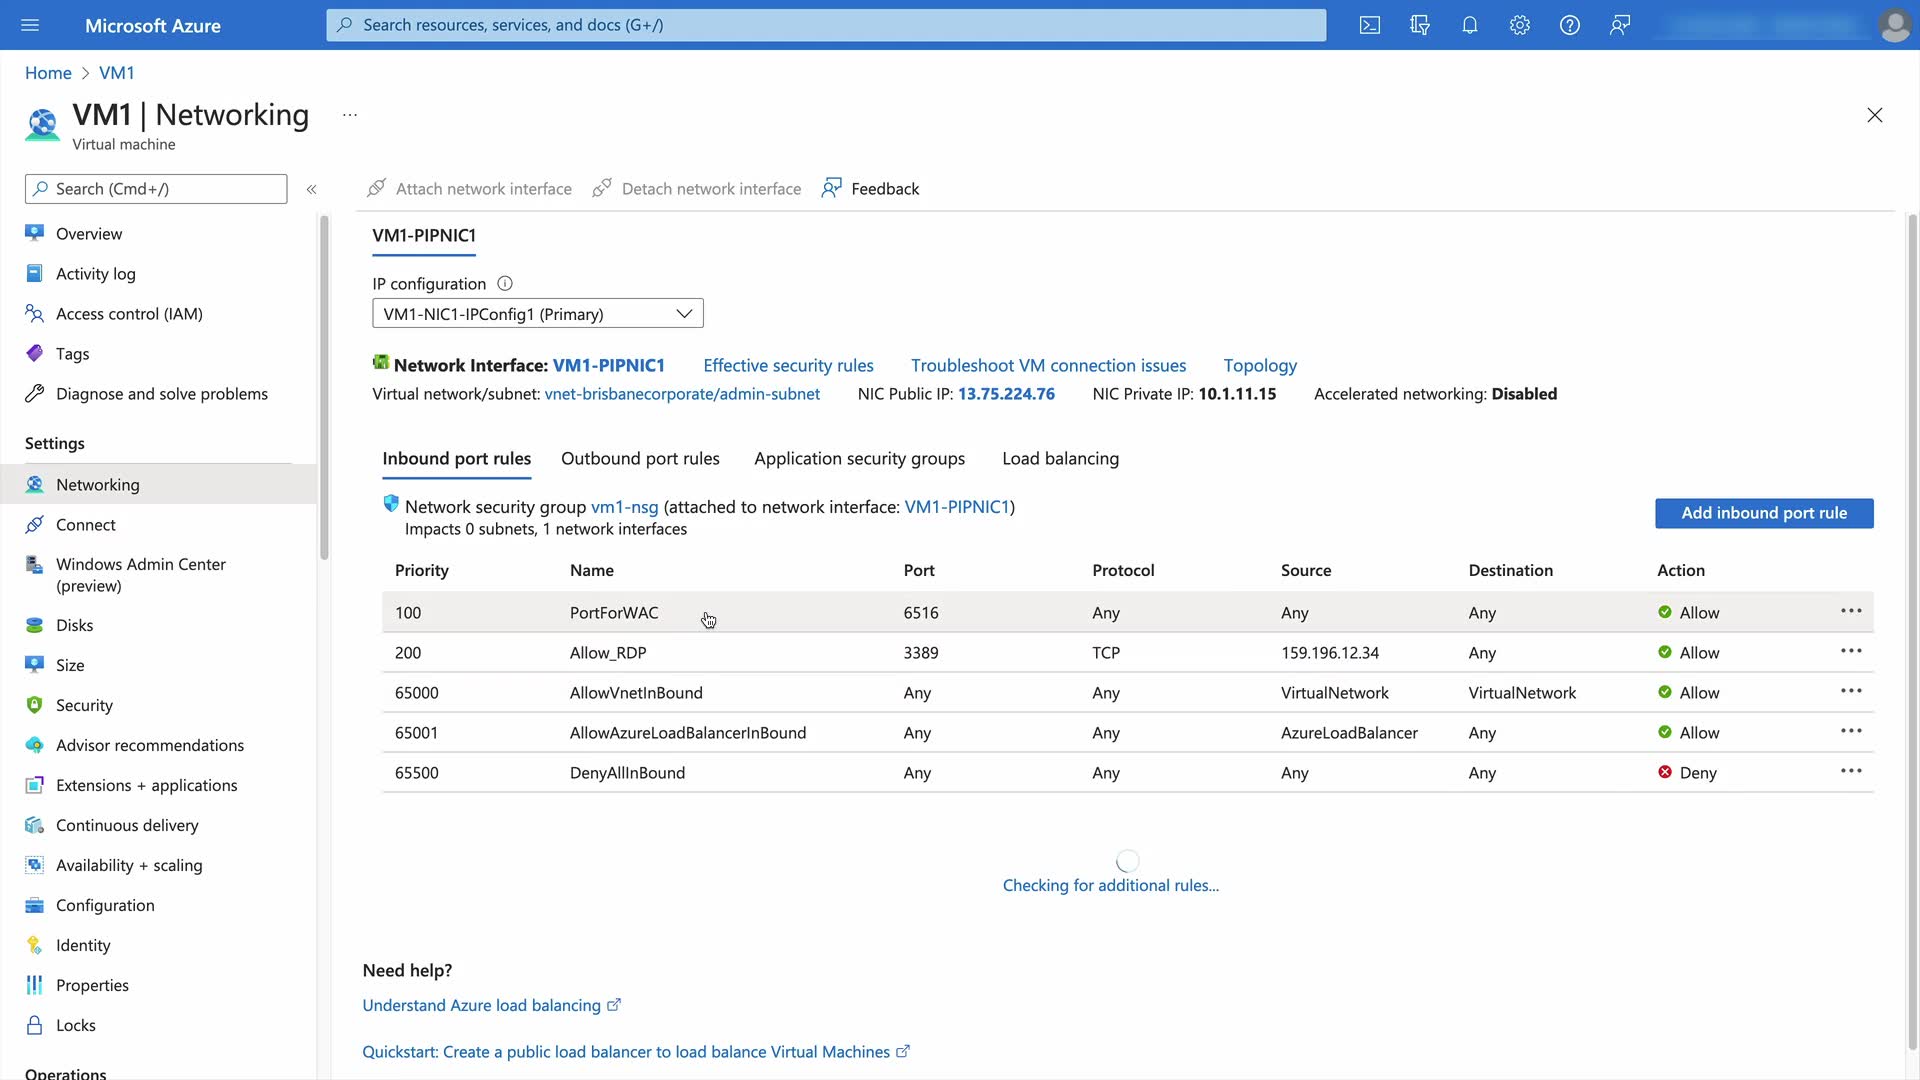 Microsoft Azure
Search resources, services, and docs (G+/)
Home > VM1
VM1 | Networking ...
Virtual machine
Search (Cmd+/)
«
Attach network interface
Detach network interface
Feedback
Overview
Activity log
Access control (IAM)
Tags
Diagnose and solve problems
Settings
Networking
Connect
Windows Admin Center
(preview)
Disks
Size
Security
Advisor recommendations
Extensions + applications
Continuous delivery
Availability + scaling
Configuration
Identity
Properties
Locks
Operations
VM1-PIPNIC1
IP configuration
VM1-NIC1-IPConfig1 (Primary)
Network Interface: VM1-PIPNIC1 Effective security rules Troubleshoot VM connection issues Topology
Virtual network/subnet: vnet-brisbanecorporate/admin-subnet NIC Public IP: 13.75.224.76 NIC Private IP: 10.1.11.15 Accelerated networking: Disabled
Inbound port rules Outbound port rules Application security groups Load balancing
Network security group vm1-nsg (attached to network interface: VM1-PIPNIC1)
Impacts 0 subnets, 1 network interfaces
Add inbound port rule
Priority Name Port Protocol Source Destination Action
100 PortForWAC 6516 Any Any Any Allow ...
200 Allow_RDP 3389 TCP 159.196.12.34 Any Allow ...
65000 AllowVnetInBound Any Any VirtualNetwork VirtualNetwork Allow ...
65001 AllowAzureLoadBalancerInBound Any Any AzureLoadBalancer Any Allow ...
65500 DenyAllInBound Any Any Any Any Deny ...
Checking for additional rules...
Need help?
Understand Azure load balancing
Quickstart: Create a public load balancer to load balance Virtual Machines